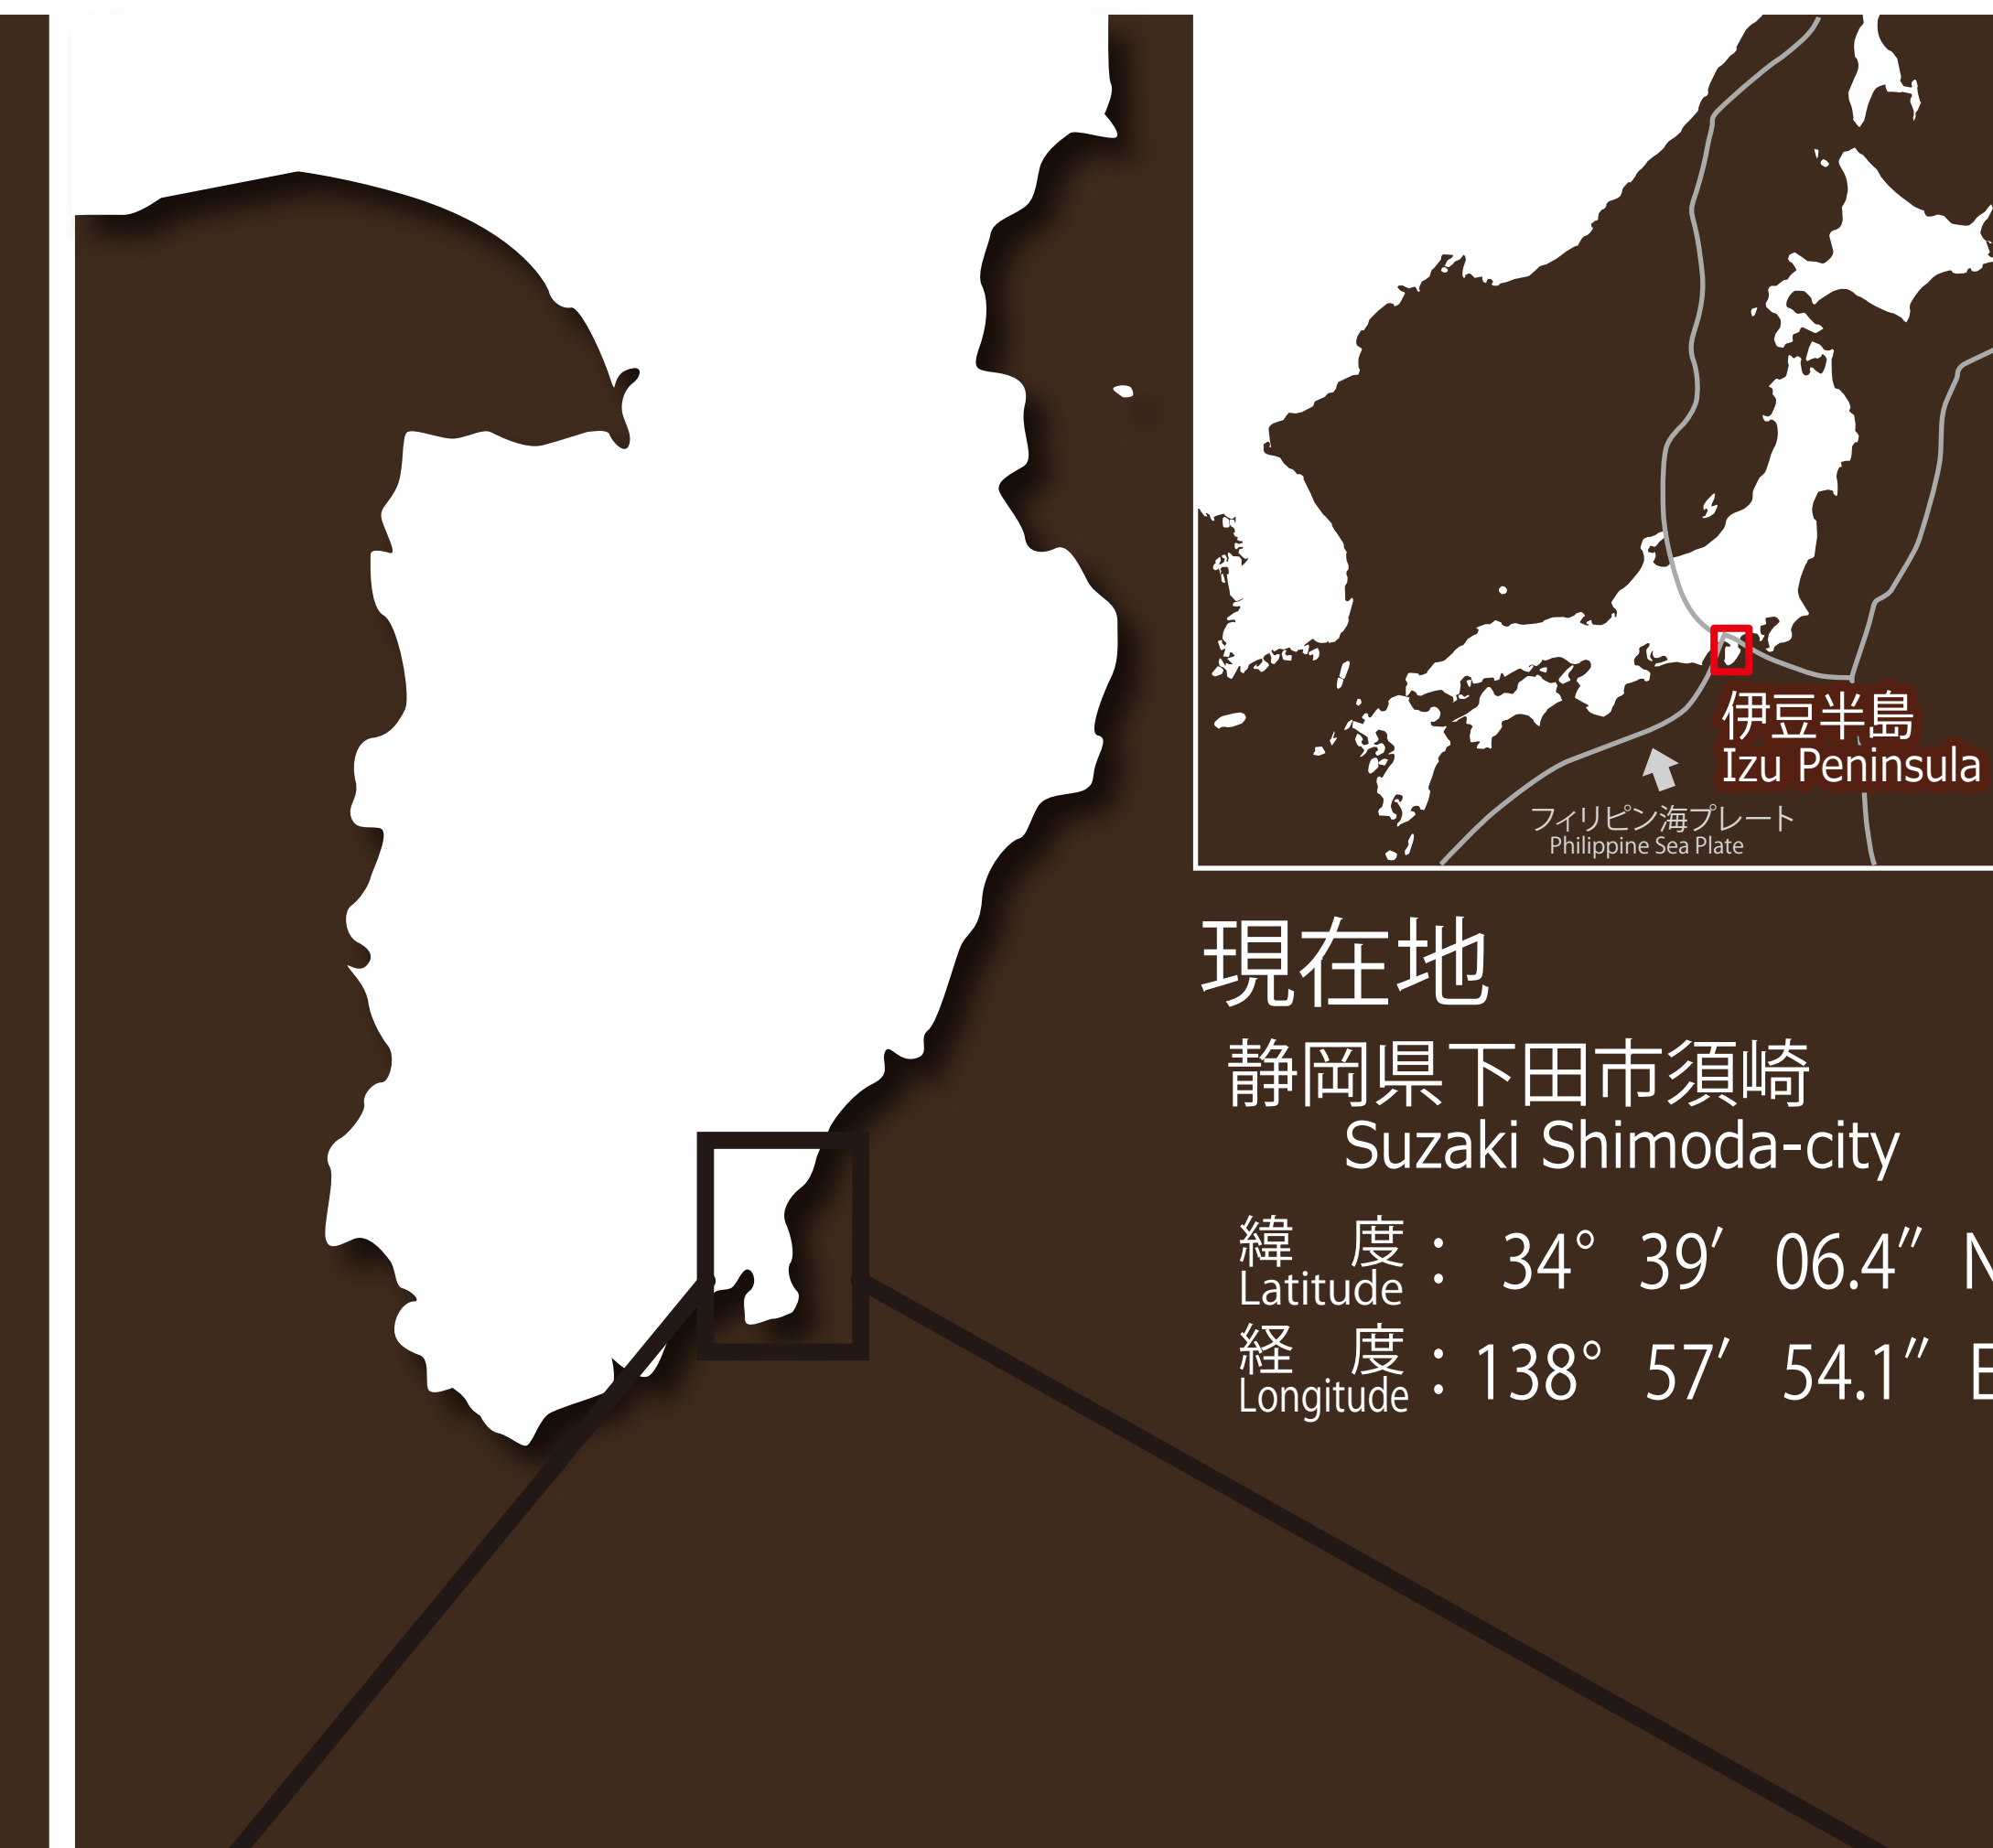 伊豆半島
Izu Peninsula
フィリピン海プレート
Philippine Sea Plate
現在地
静岡県下田市須崎
Suzaki Shimoda-city
緯 度 : 34° 39′ 06.4″ N
Latitude
経 度 : 138° 57′ 54.1″ E
Longitude